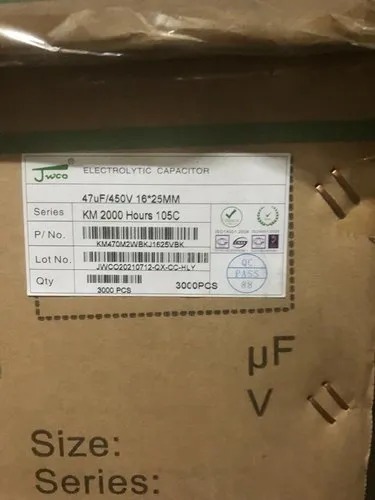 Jwco
ELECTROLYTIC CAPACITOR
47uF/450V 16*25MM
Series KM 2000 Hours 105C
P/ No.
KM470M2WBKJ1625VBK
Lot No.
JWCO20210712-QX-CC-HLY
Qty
3000 PCS 3000PCS
QC
PASS
88
µF
V
Size:
Series: